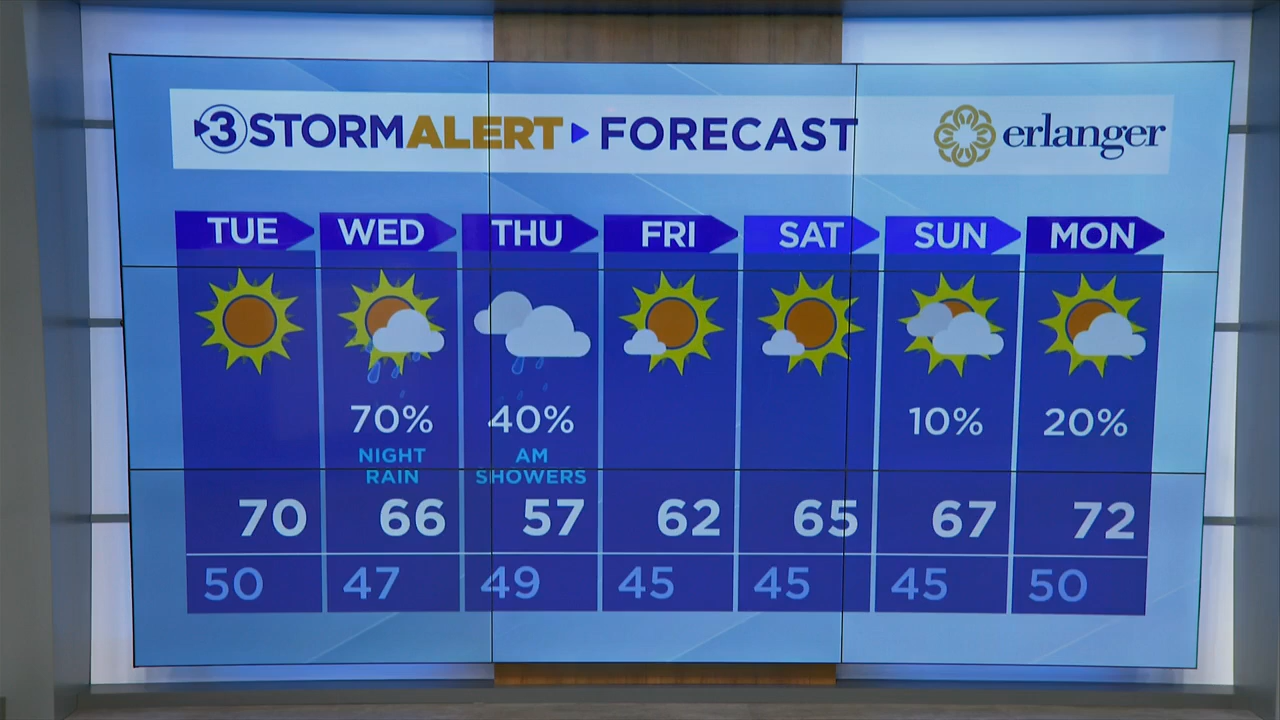 3 STORMALERT FORECAST erlanger
TUE WED THU FRI SAT SUN MON
70% 40% 10% 20%
NIGHT RAIN AM SHOWERS
70 66 57 62 65 67 72
50 47 49 45 45 45 50